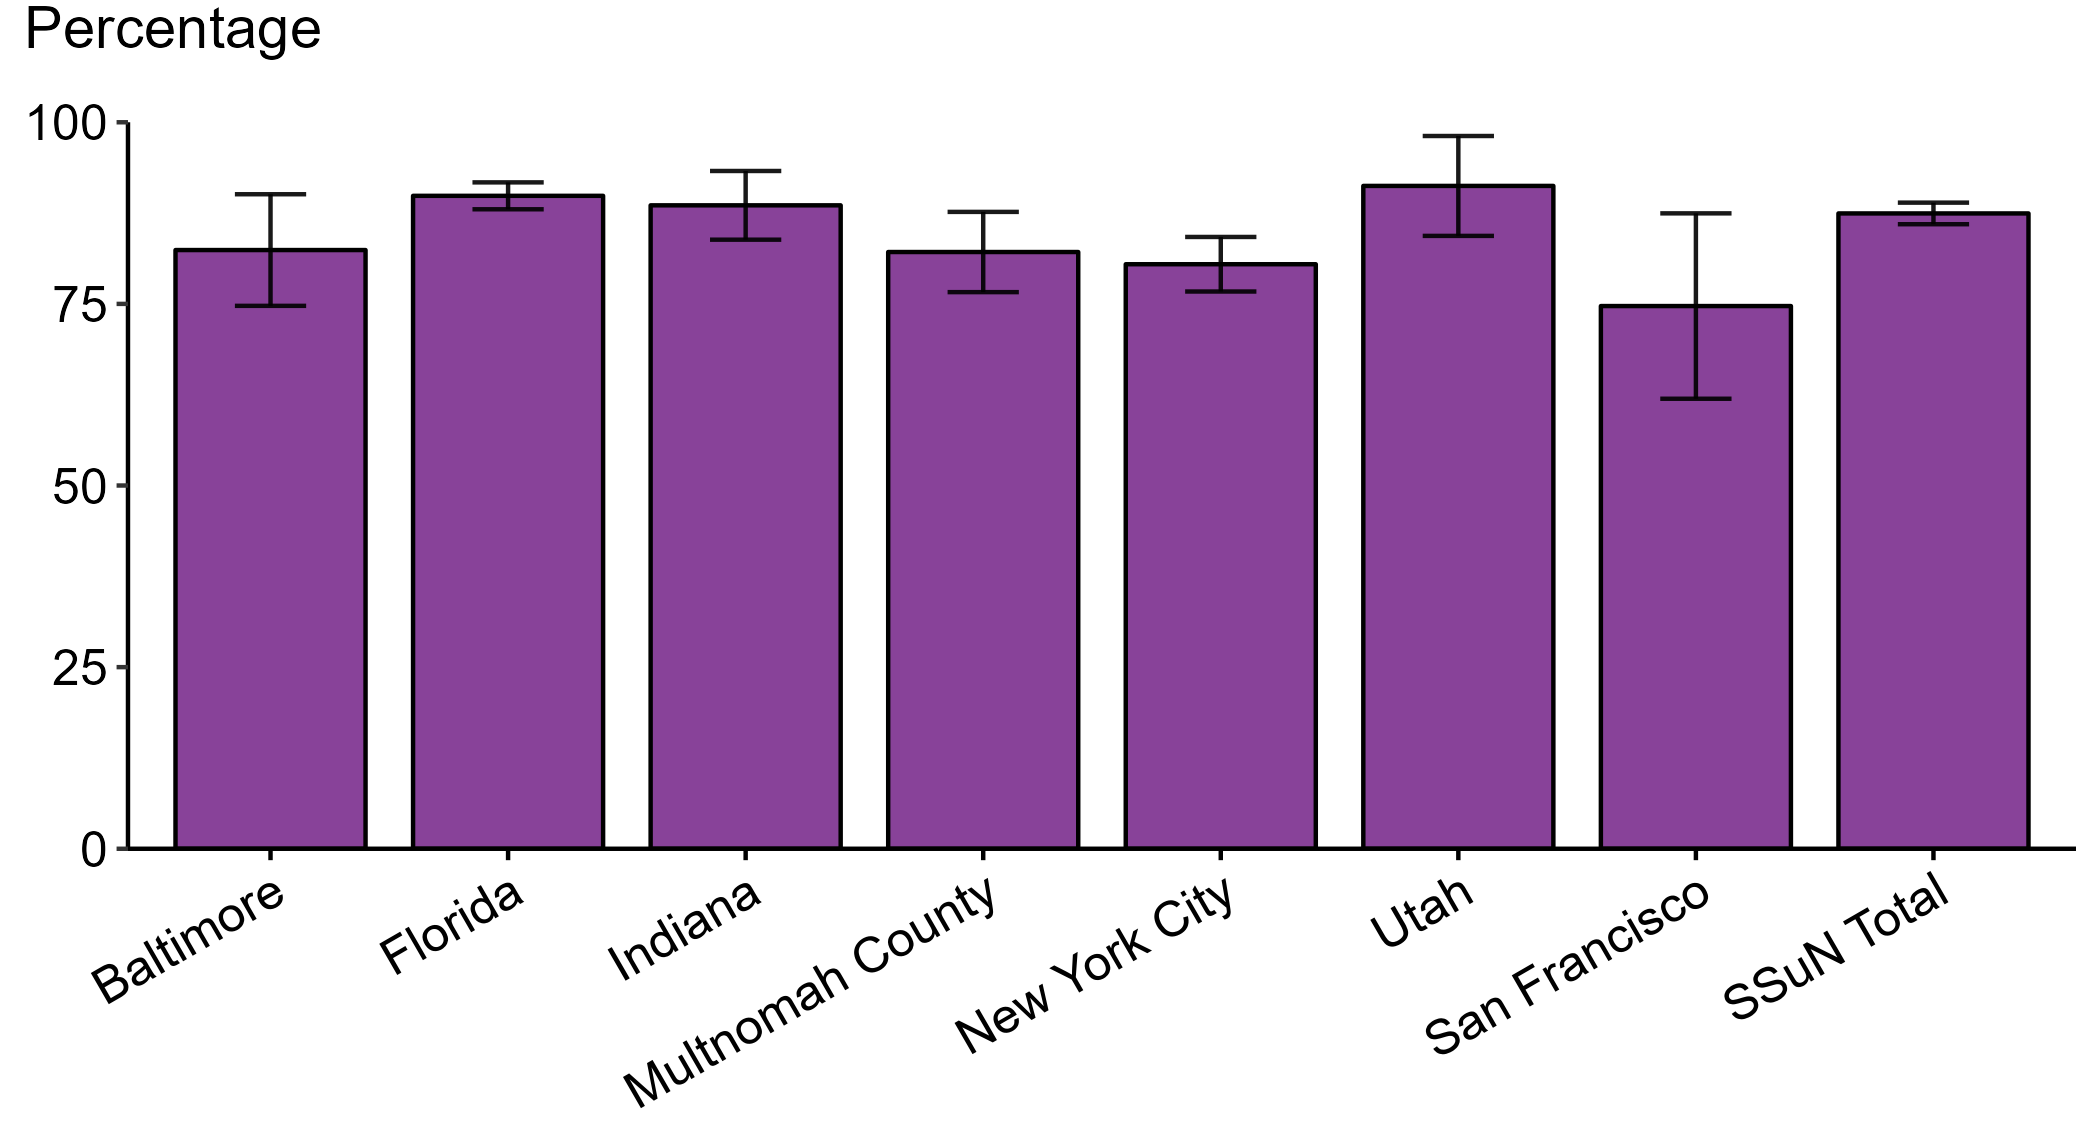 Percentage
100
75
50
25
0
Baltimore
Florida
Indiana
Multnomah County
New York City
Utah
San Francisco
SSuN Total